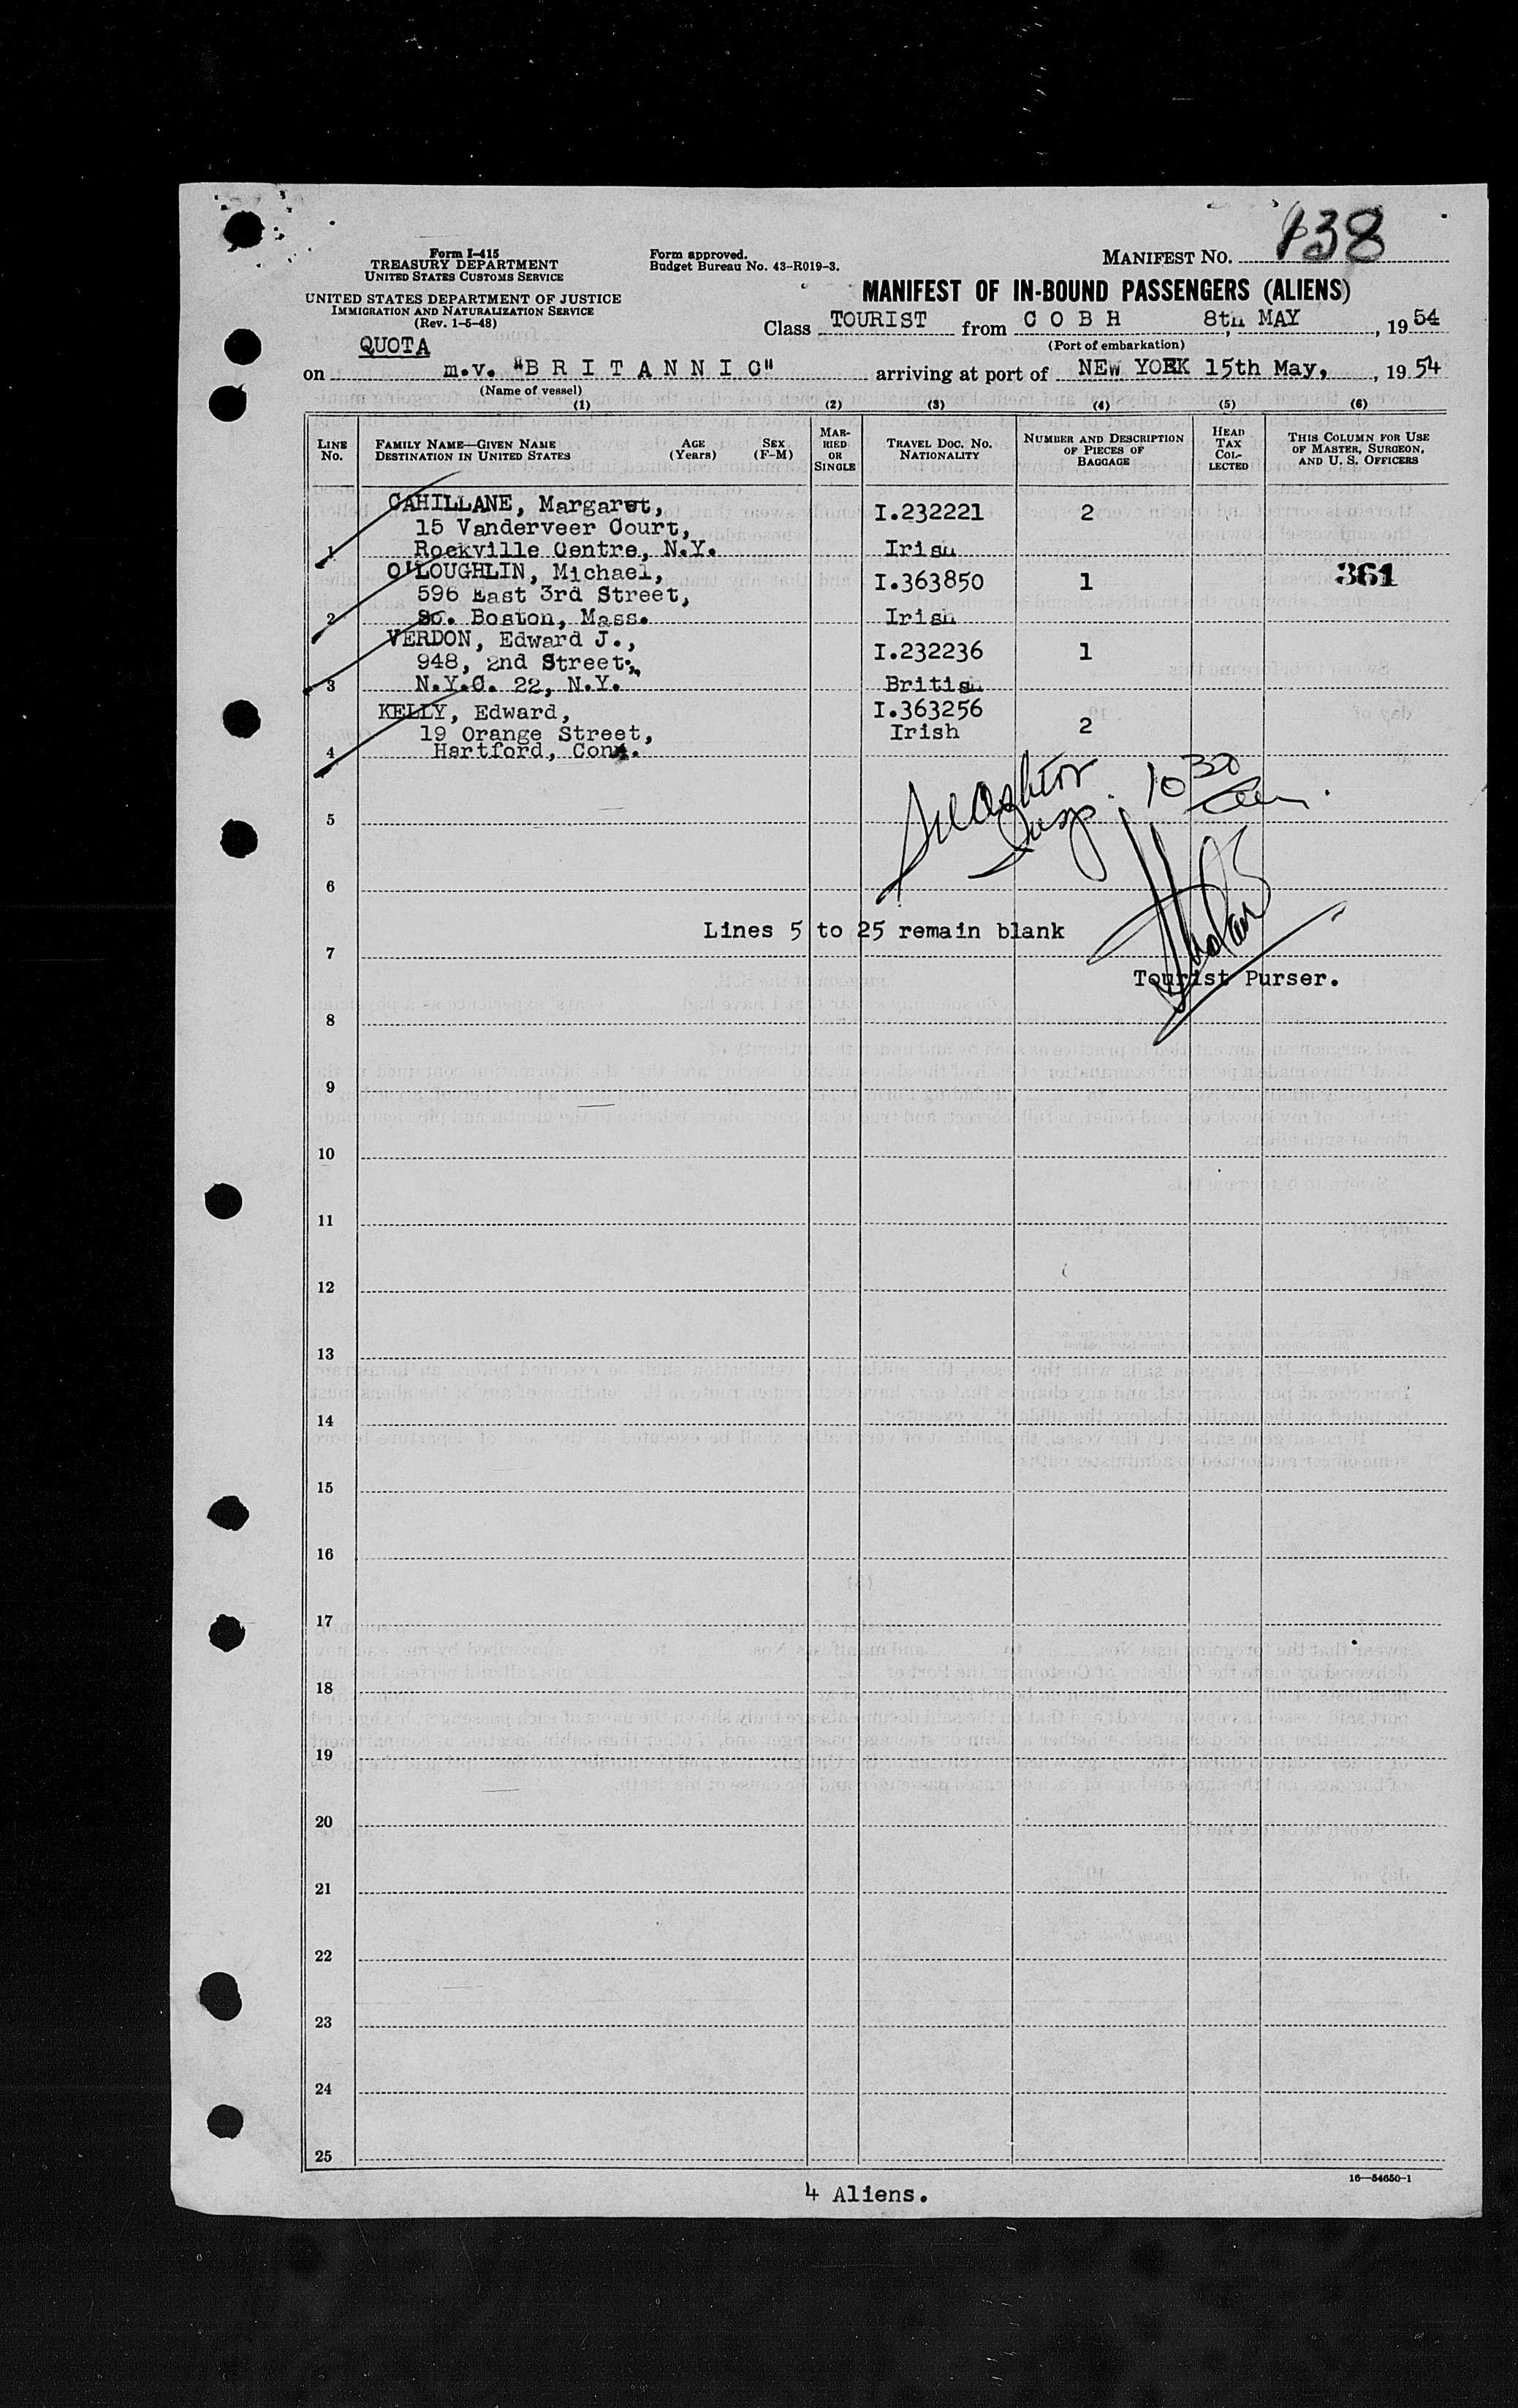 138
Form I-415
TREASURY DEPARTMENT
UNITED STATES CUSTOMS SERVICE
Form approved.
Budget Bureau No. 43-R019-3.
MANIFEST NO.
UNITED STATES DEPARTMENT OF JUSTICE
IMMIGRATION AND NATURALIZATION SERVICE
(Rev. 1-5-48)
MANIFEST OF IN-BOUND PASSENGERS (ALIENS)
Class TOURIST from C O B H 8th MAY, 19 54
(Port of embarkation)
QUOTA
on m.v. "B R I T A N N I C" arriving at port of NEW YORK 15th May, , 19 54
(Name of vessel)
(1) (2) (3) (4) (5) (6)
LINE No.
FAMILY NAME—GIVEN NAME
DESTINATION IN UNITED STATES
AGE (Years)
SEX (F-M)
MARRIED OR SINGLE
TRAVEL DOC. NO.
NATIONALITY
NUMBER AND DESCRIPTION
OF PIECES OF
BAGGAGE
HEAD TAX COLLECTED
THIS COLUMN FOR USE
OF MASTER, SURGEON,
AND U. S. OFFICERS
CAHILLANE, Margaret, I.232221 2
15 Vanderveer Court,
1 Rockville Centre, N.Y. Irish
O'LOUGHLIN, Michael, I.363850 1 361
596 East 3rd Street,
2 So. Boston, Mass. Irish
VERDON, Edward J., I.232236 1
948, 2nd Street,
3 N.Y.C. 22, N.Y. British
KELLY, Edward, I.363256
19 Orange Street, Irish 2
4 Hartford, Conn.
Insp. 10 30
5
6
Lines 5 to 25 remain blank
7
Tourist Purser.
8
9
10
11
12
13
14
15
16
17
18
19
20
21
22
23
24
25
16—54650-1
4 Aliens.